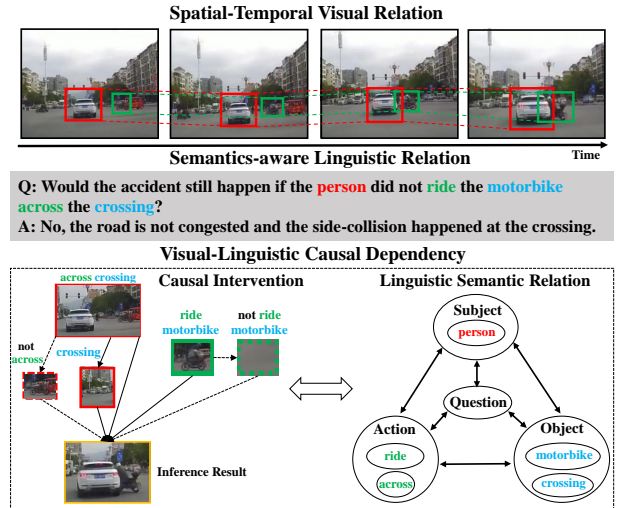 Spatial-Temporal Visual Relation
Time
Semantics-aware Linguistic Relation
Q: Would the accident still happen if the person did not ride the motorbike
across the crossing?
A: No, the road is not congested and the side-collision happened at the crossing.
Visual-Linguistic Causal Dependency
across crossing
Causal Intervention
Linguistic Semantic Relation
ride
motorbike
not ride
motorbike
not
across
crossing
Inference Result
Subject
person
Question
Action
ride
across
Object
motorbike
crossing